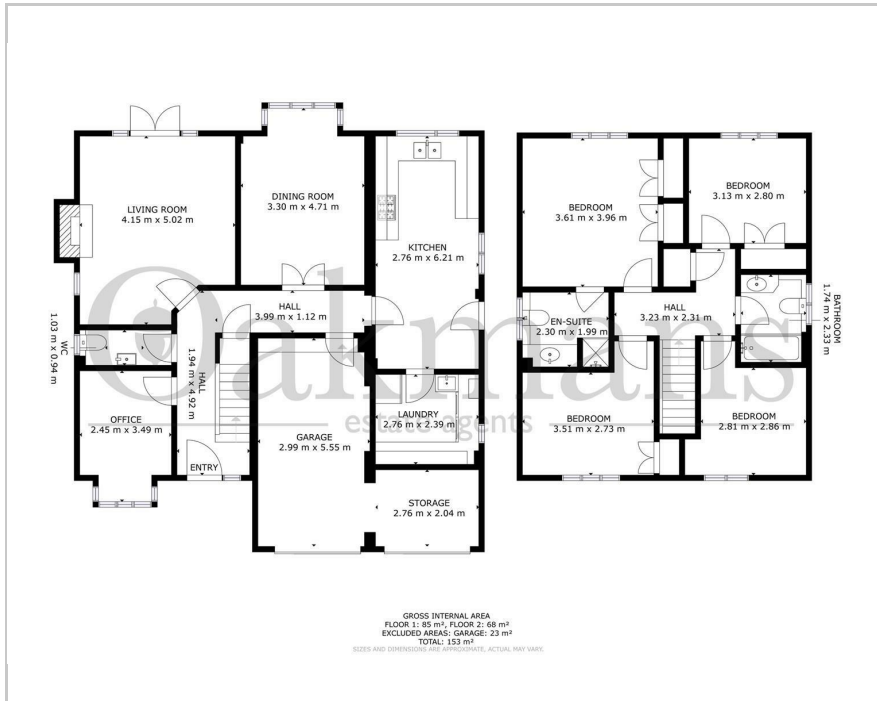 LIVING ROOM
4.15 m x 5.02 m
DINING ROOM
3.30 m x 4.71 m
KITCHEN
2.76 m x 6.21 m
HALL
3.99 m x 1.12 m
WC
1.03 m x 0.94 m
HALL
1.94 m x 4.92 m
OFFICE
2.45 m x 3.49 m
ENTRY
GARAGE
2.99 m x 5.55 m
LAUNDRY
2.76 m x 2.39 m
STORAGE
2.76 m x 2.04 m
BEDROOM
3.61 m x 3.96 m
BEDROOM
3.13 m x 2.80 m
EN-SUITE
2.30 m x 1.99 m
HALL
3.23 m x 2.31 m
BATHROOM
1.74 m x 2.33 m
BEDROOM
3.51 m x 2.73 m
BEDROOM
2.81 m x 2.86 m
Oakmans
estate agents
GROSS INTERNAL AREA
FLOOR 1: 85 m², FLOOR 2: 68 m²
EXCLUDED AREAS: GARAGE: 23 m²
TOTAL: 153 m²
SIZES AND DIMENSIONS ARE APPROXIMATE, ACTUAL MAY VARY.